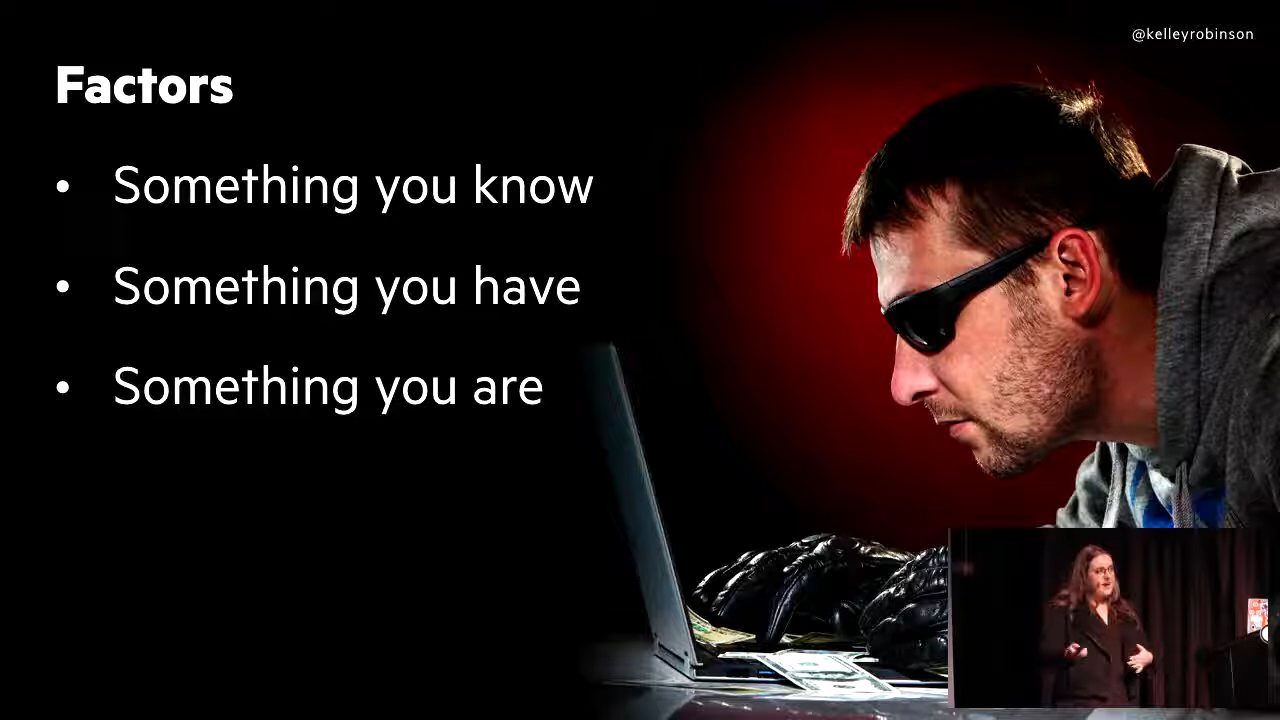 @kelleyrobinson
Factors
• Something you know
• Something you have
• Something you are